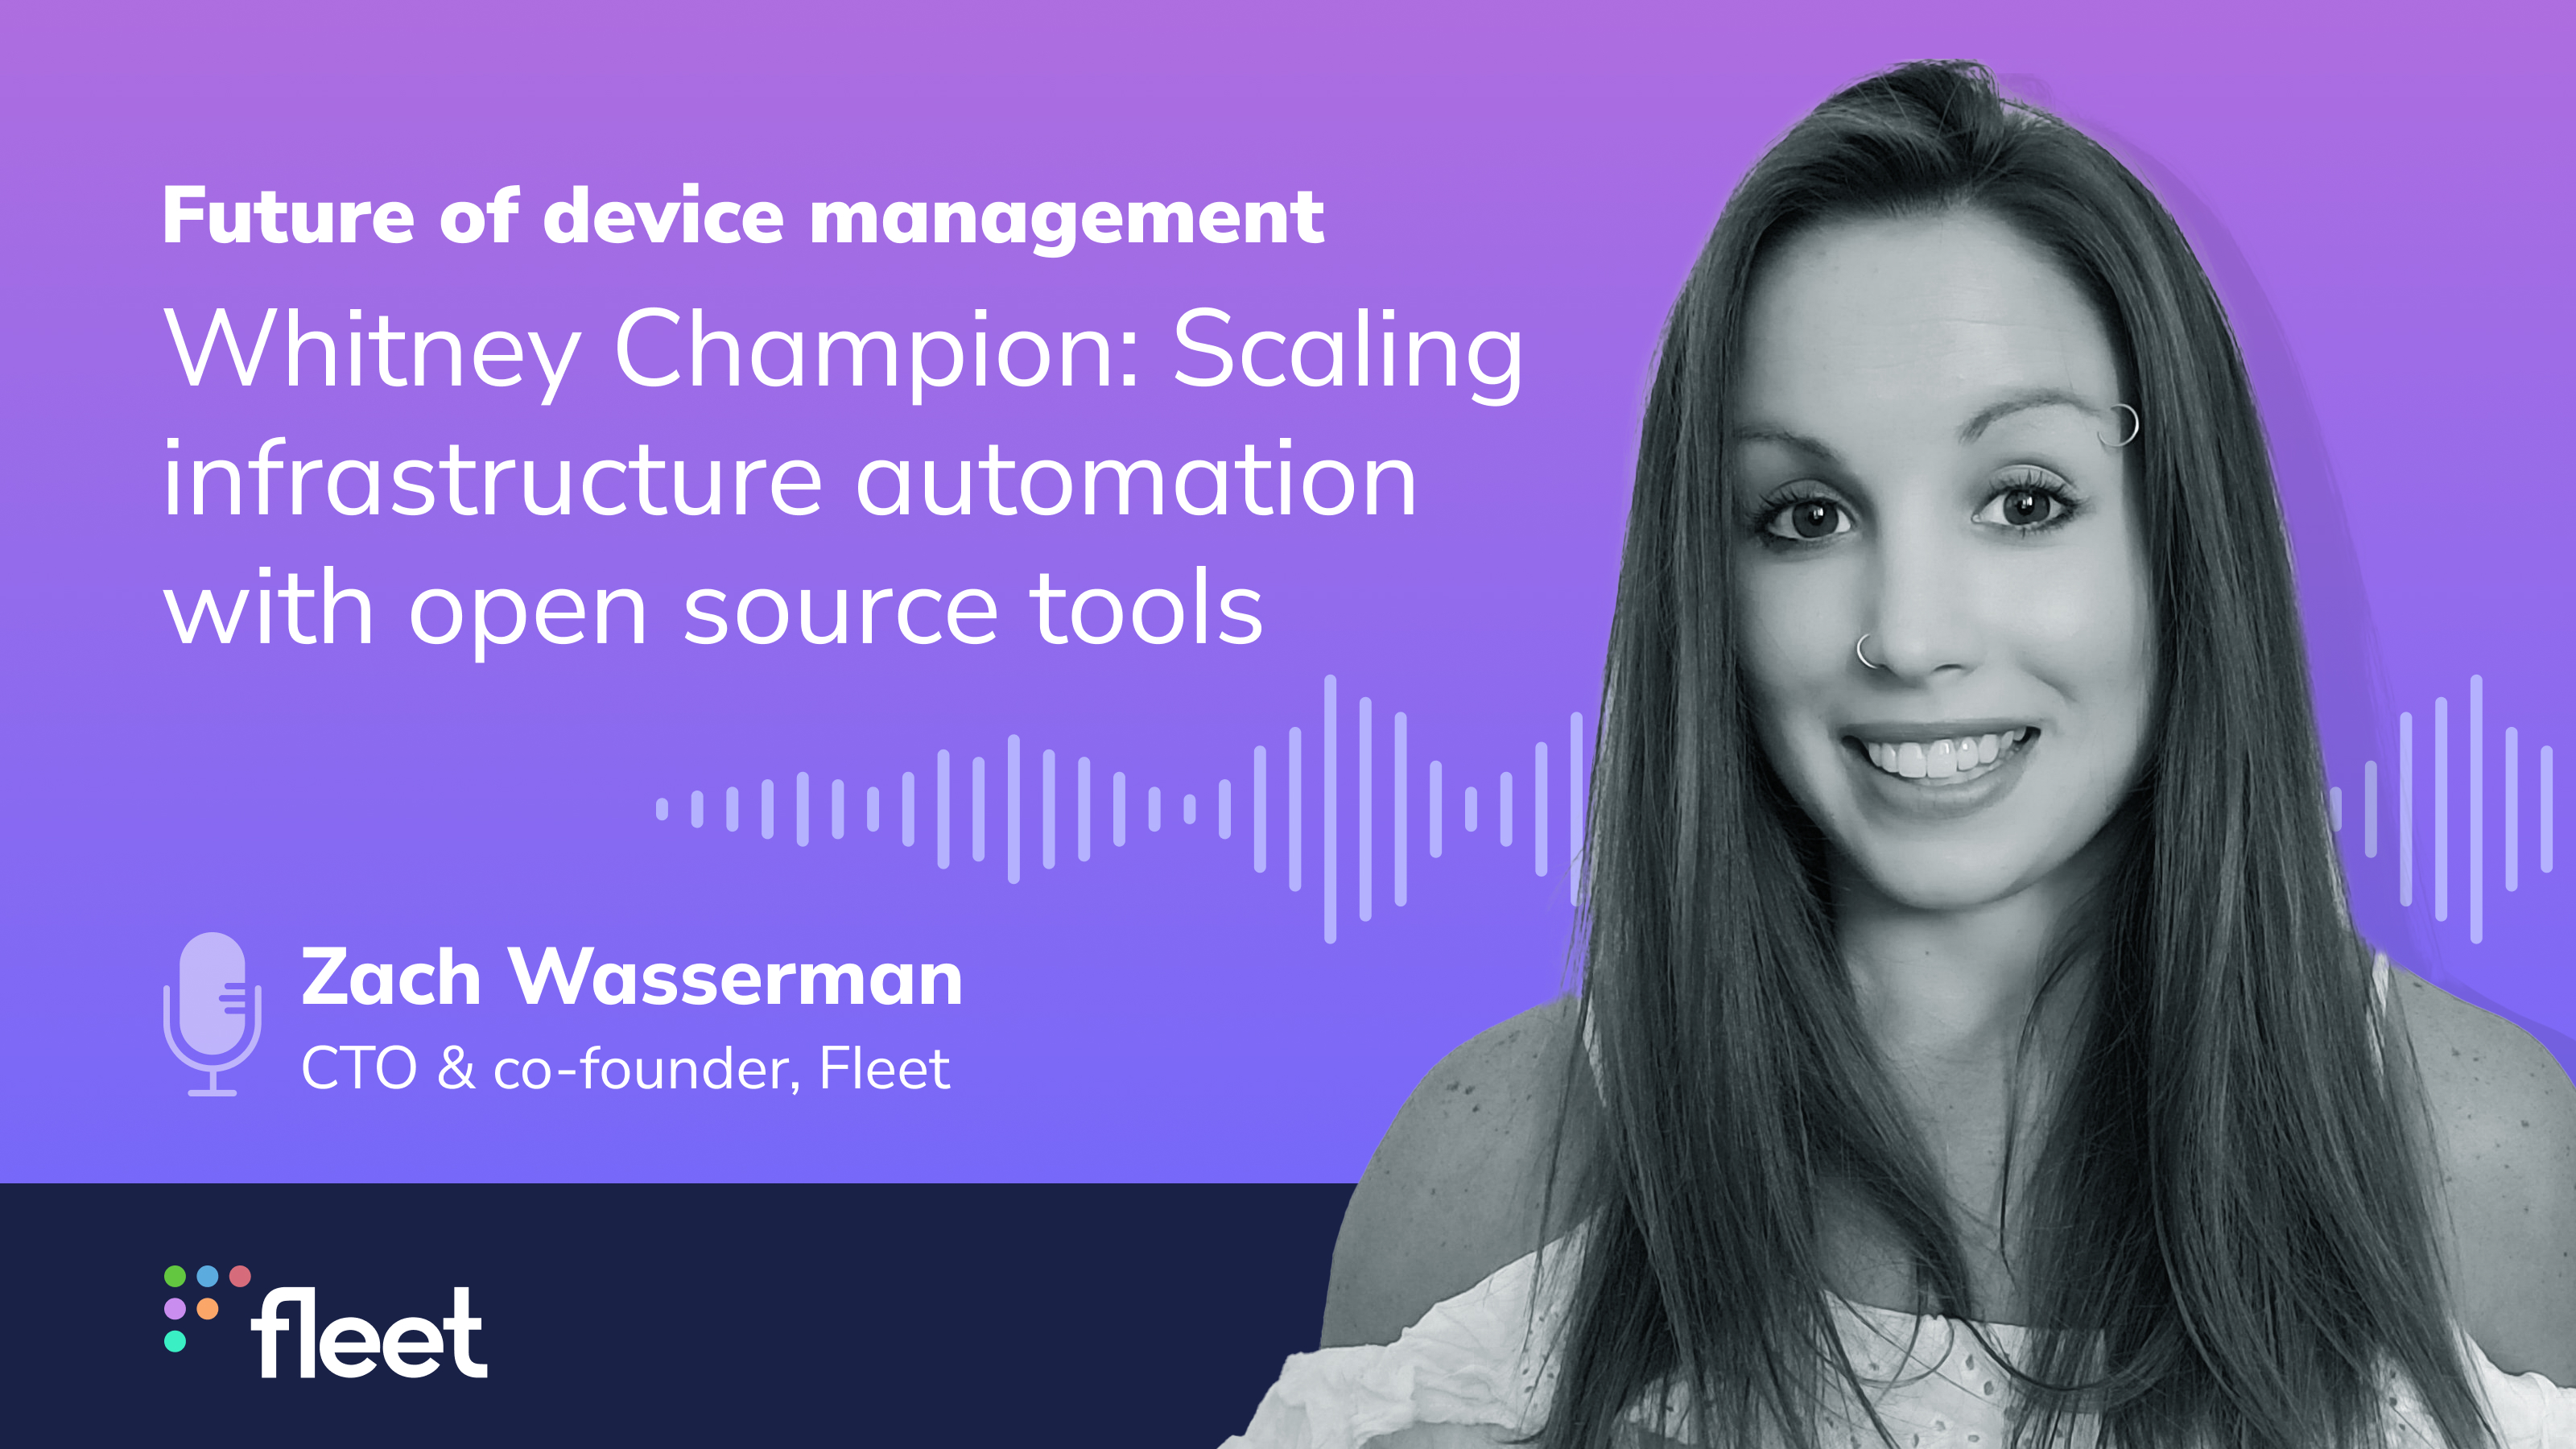 Future of device management
Whitney Champion: Scaling
infrastructure automation
with open source tools
Zach Wasserman
CTO & co-founder, Fleet
fleet